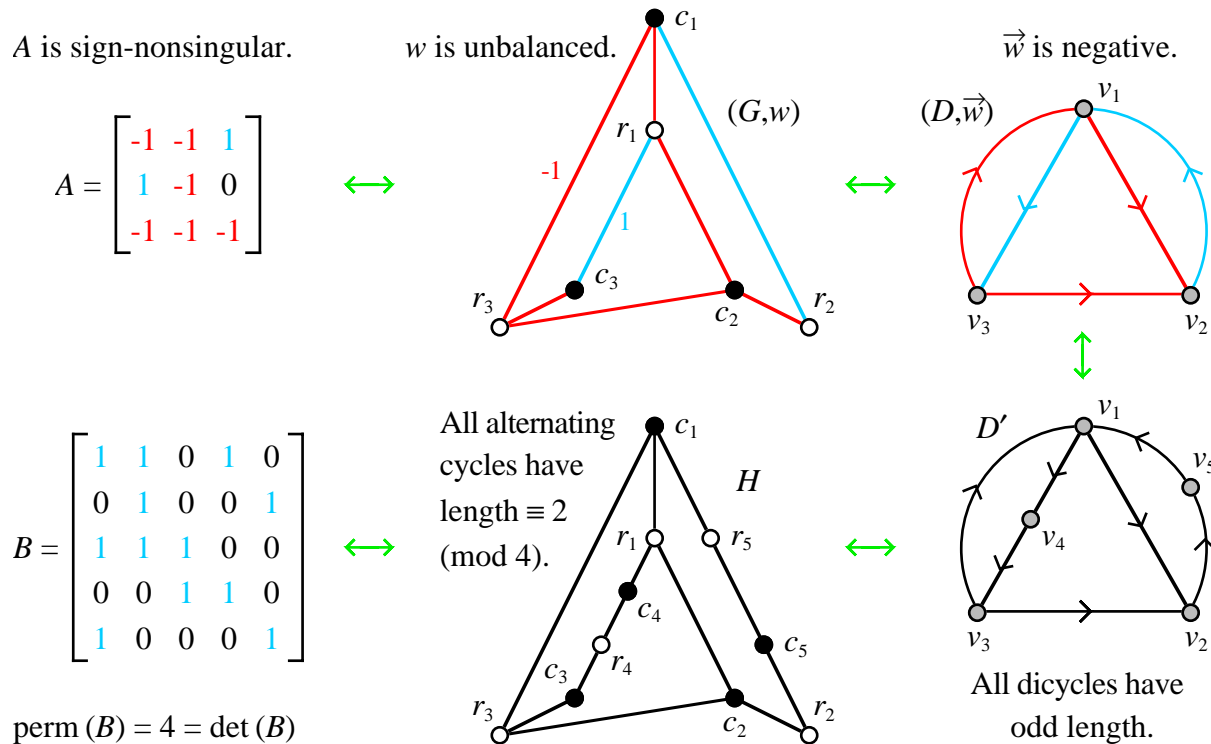 A is sign-nonsingular.
A = [ -1 -1 1
1 -1 0
-1 -1 -1 ]
w is unbalanced.
c₁
(G,w)
r₁
-1
1
c₃
r₃
c₂
r₂
w⃗ is negative.
v₁
(D,w⃗)
v₃
v₂
B = [ 1 1 0 1 0
0 1 0 0 1
1 1 1 0 0
0 0 1 1 0
1 0 0 0 1 ]
perm (B) = 4 = det (B)
All alternating
cycles have
length ≡ 2
(mod 4).
c₁
H
r₁
r₅
c₄
r₄
c₅
c₃
r₃
c₂
r₂
v₁
D′
v₅
v₄
v₃
v₂
All dicycles have
odd length.